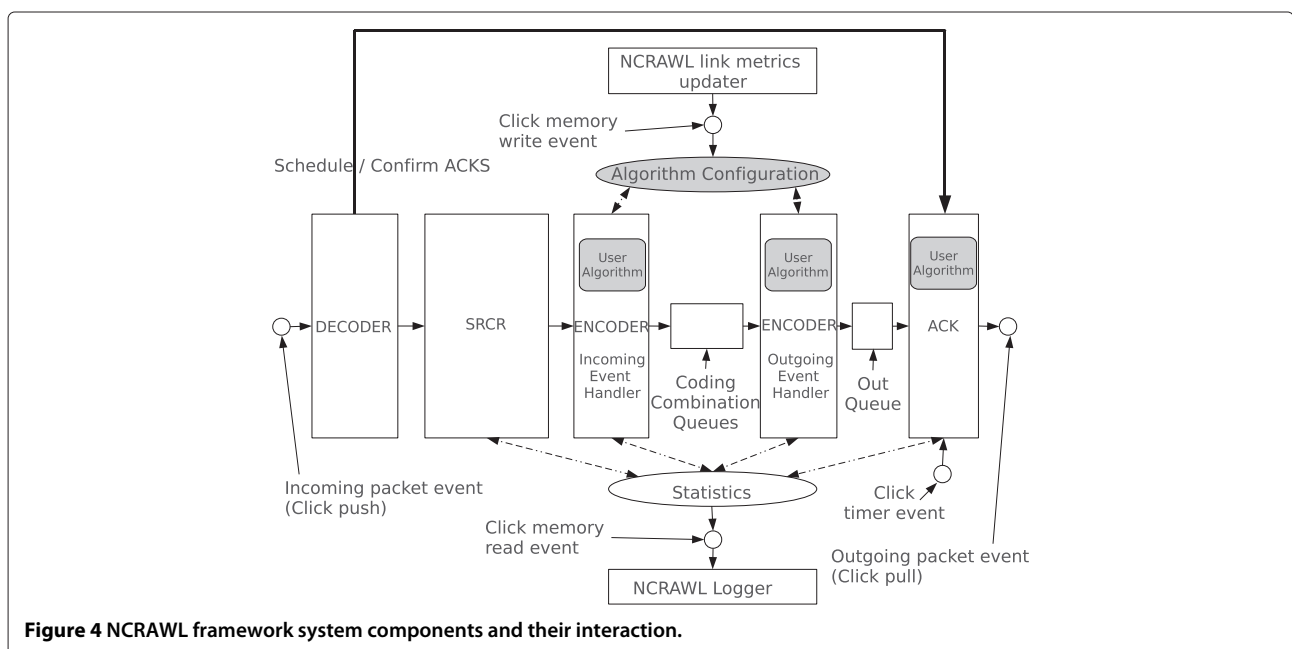 NCRAWL link metrics
updater
Click memory
write event
Schedule / Confirm ACKS
Algorithm Configuration
User
Algorithm
User
Algorithm
User
Algorithm
DECODER
SRCR
ENCODER
Incoming
Event
Handler
ENCODER
Outgoing
Event
Handler
ACK
Coding
Combination
Queues
Out
Queue
Incoming packet event
(Click push)
Statistics
Click
timer event
Click memory
read event
Outgoing packet event
(Click pull)
NCRAWL Logger
Figure 4 NCRAWL framework system components and their interaction.